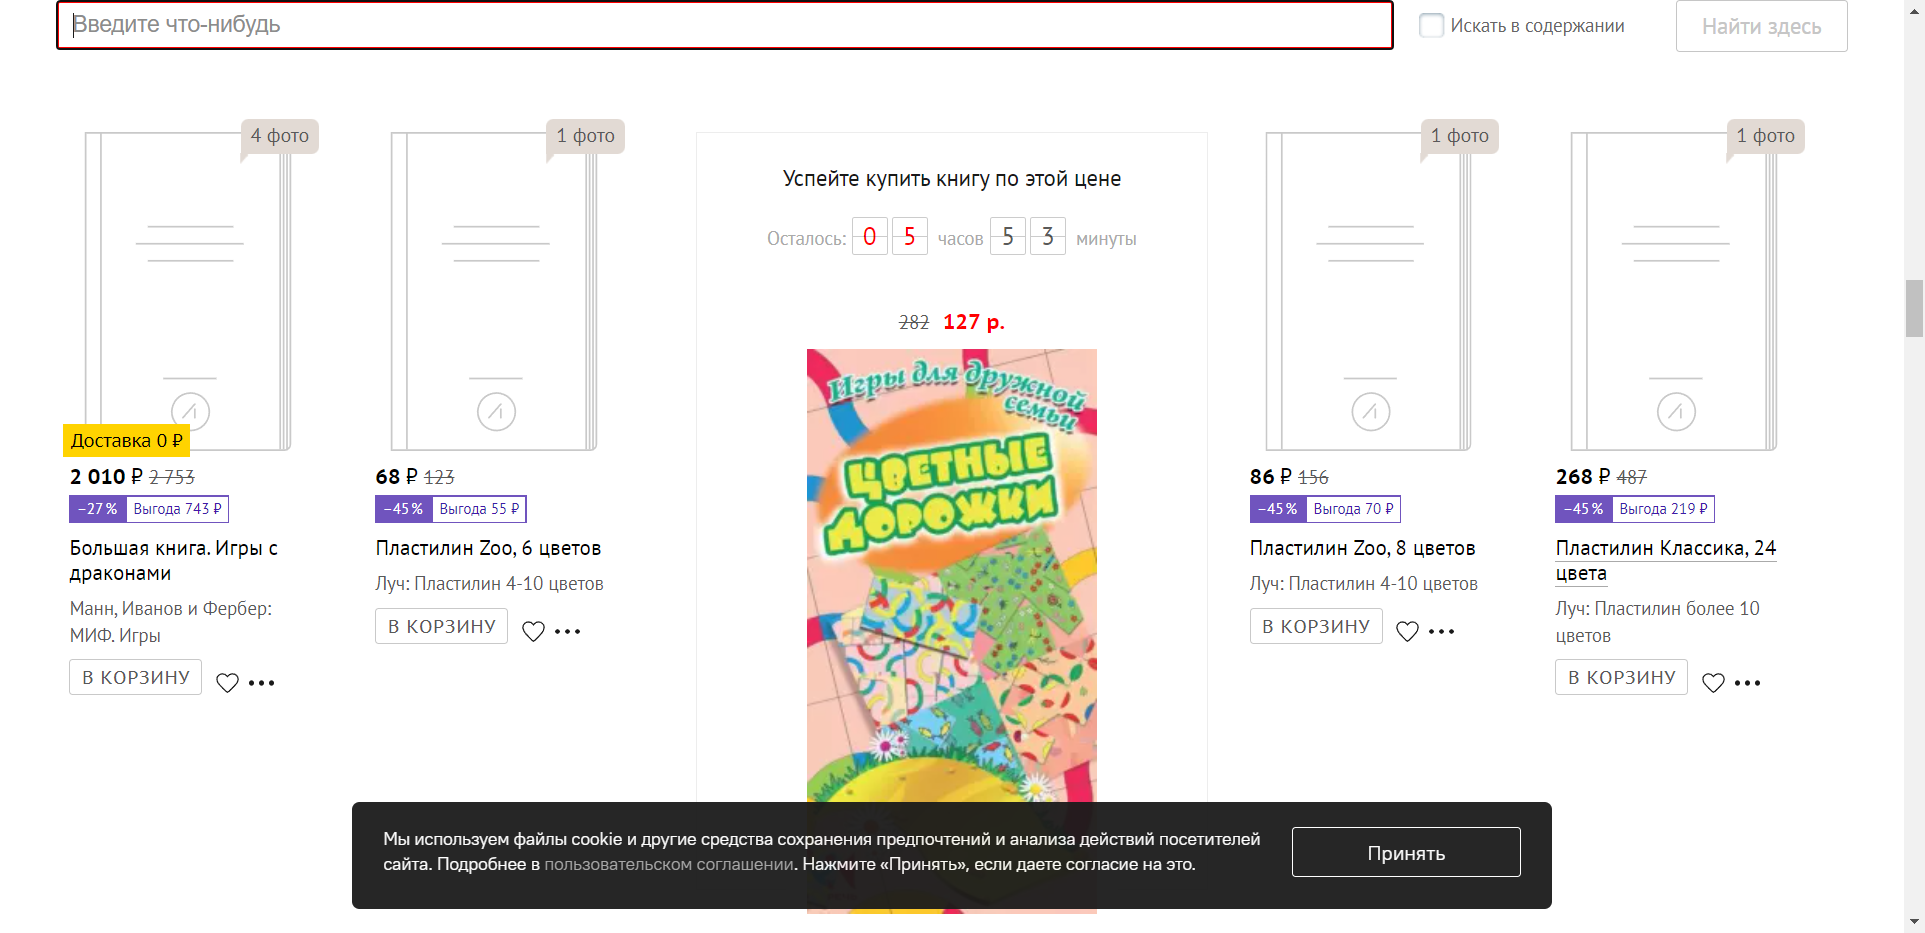 Введите что-нибудь
Искать в содержании
Найти здесь
4 фото
Доставка 0 ₽
2 010 ₽ 2 753
–27 % Выгода 743 ₽
Большая книга. Игры с
драконами
Манн, Иванов и Фербер:
МИФ. Игры
В КОРЗИНУ
1 фото
68 ₽ 123
–45 % Выгода 55 ₽
Пластилин Zoo, 6 цветов
Луч: Пластилин 4-10 цветов
В КОРЗИНУ
Успейте купить книгу по этой цене
Осталось: 0 5 часов 5 3 минуты
282 127 р.
Игры для дружной
семьи
ЦВЕТНЫЕ
ДОРОЖКИ
1 фото
86 ₽ 156
–45 % Выгода 70 ₽
Пластилин Zoo, 8 цветов
Луч: Пластилин 4-10 цветов
В КОРЗИНУ
1 фото
268 ₽ 487
–45 % Выгода 219 ₽
Пластилин Классика, 24
цвета
Луч: Пластилин более 10
цветов
В КОРЗИНУ
Мы используем файлы cookie и другие средства сохранения предпочтений и анализа действий посетителей
сайта. Подробнее в пользовательском соглашении. Нажмите «Принять», если даете согласие на это.
Принять